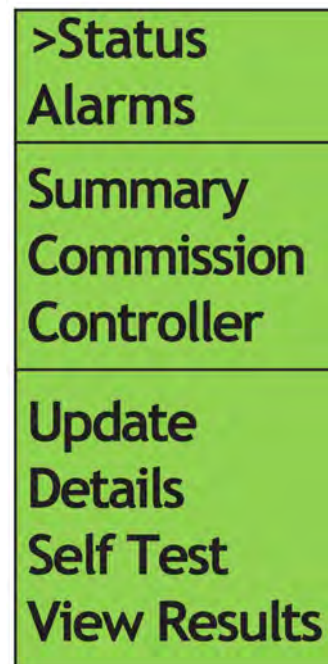 >Status
Alarms
Summary
Commission
Controller
Update
Details
Self Test
View Results